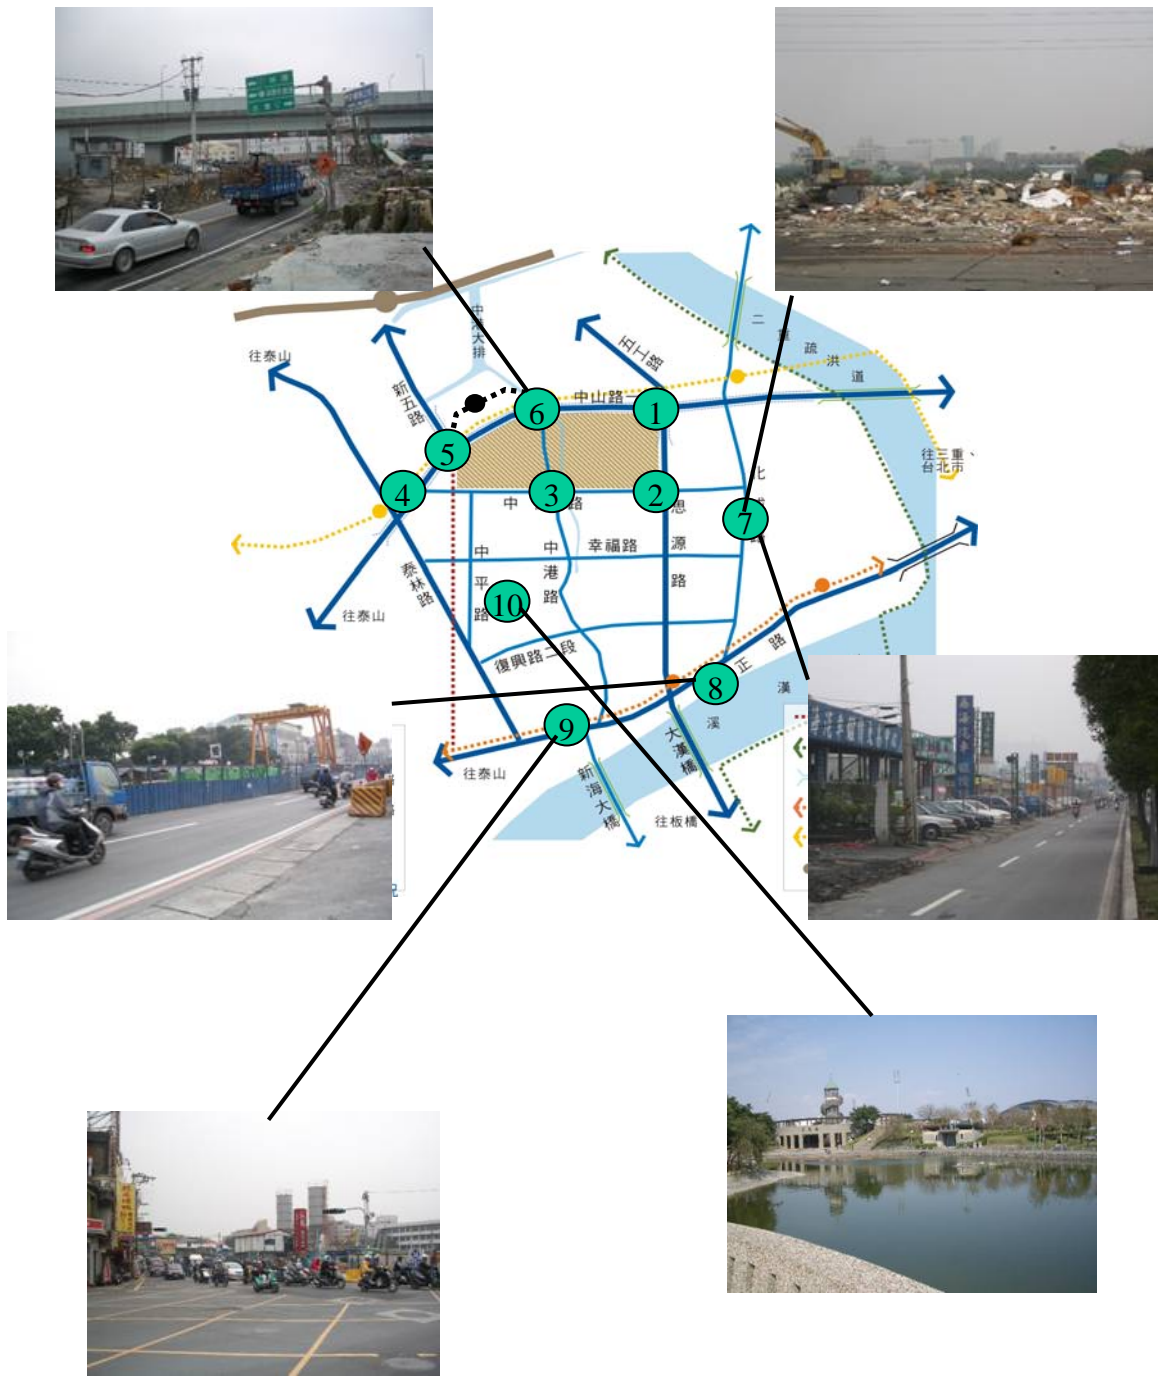 往泰山
中港大排
新五路
五工路
二重疏洪道
中山路一
6
1
5
往三重、
台北市
4
3
2
7
北
中
路
思源路
幸福路
中平路
中港路
泰林路
10
往泰山
復興路二段
正路
8
漢
溪
9
大漢橋
往泰山
新海大橋
往板橋